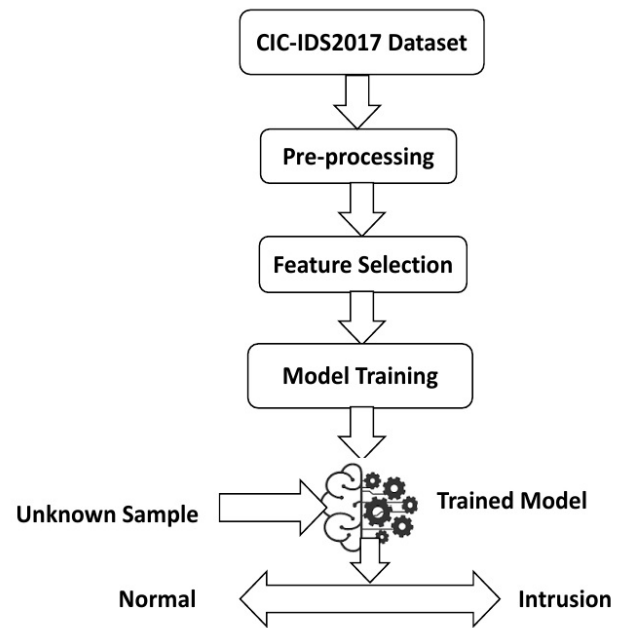 CIC-IDS2017 Dataset
Pre-processing
Feature Selection
Model Training
Trained Model
Unknown Sample
Normal
Intrusion